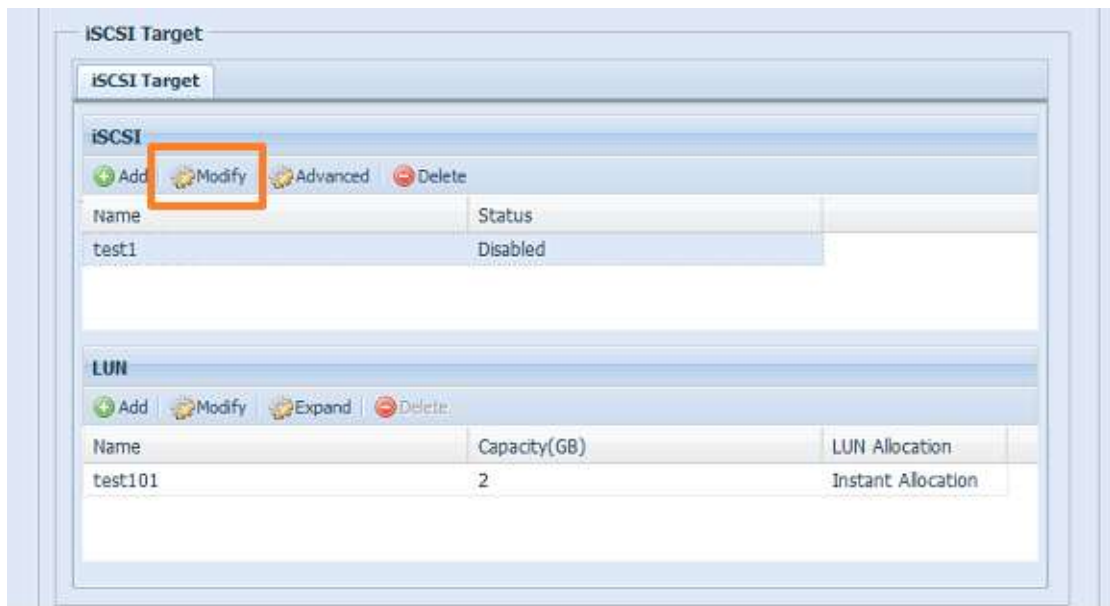 iSCSI Target
iSCSI Target
iSCSI
Add Modify Advanced Delete
Name Status
test1 Disabled
LUN
Add Modify Expand Delete
Name Capacity(GB) LUN Allocation
test101 2 Instant Allocation